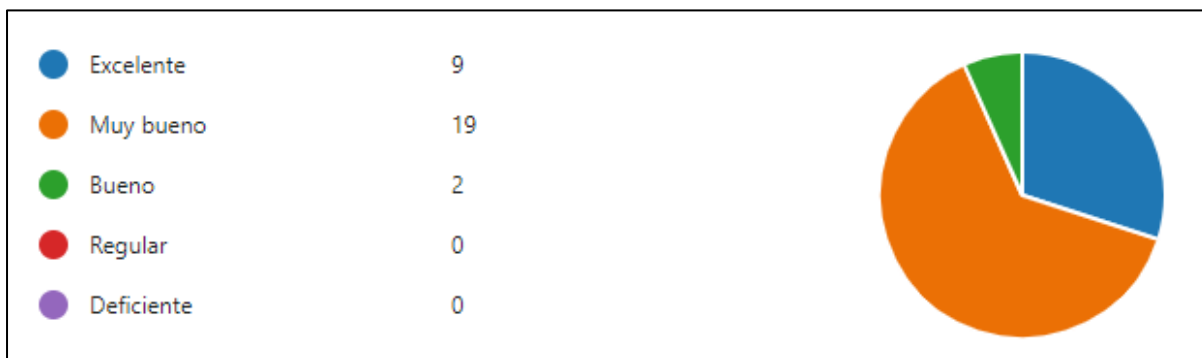 Excelente 9
Muy bueno 19
Bueno 2
Regular 0
Deficiente 0